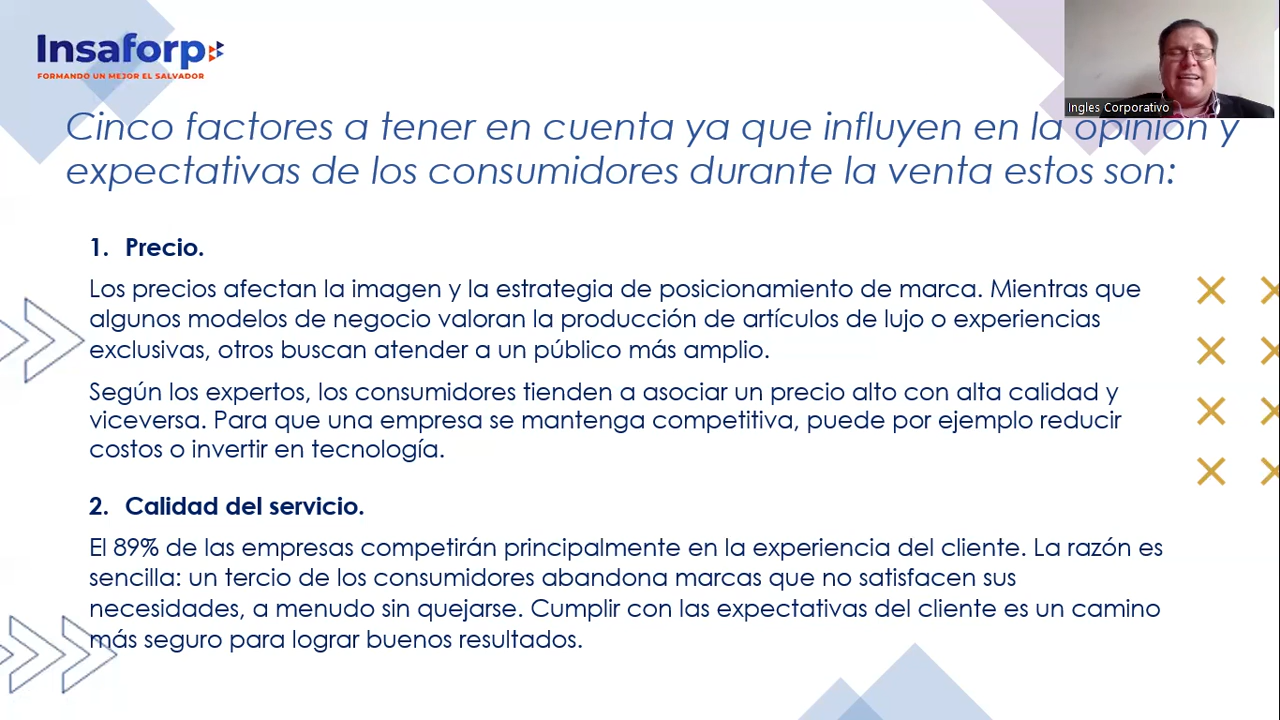 Insaforp
FORMANDO UN MEJOR EL SALVADOR
Ingles Corporativo
Cinco factores a tener en cuenta ya que influyen en la opinión y
expectativas de los consumidores durante la venta estos son:
1. Precio.
Los precios afectan la imagen y la estrategia de posicionamiento de marca. Mientras que
algunos modelos de negocio valoran la producción de artículos de lujo o experiencias
exclusivas, otros buscan atender a un público más amplio.
Según los expertos, los consumidores tienden a asociar un precio alto con alta calidad y
viceversa. Para que una empresa se mantenga competitiva, puede por ejemplo reducir
costos o invertir en tecnología.
2. Calidad del servicio.
El 89% de las empresas competirán principalmente en la experiencia del cliente. La razón es
sencilla: un tercio de los consumidores abandona marcas que no satisfacen sus
necesidades, a menudo sin quejarse. Cumplir con las expectativas del cliente es un camino
más seguro para lograr buenos resultados.